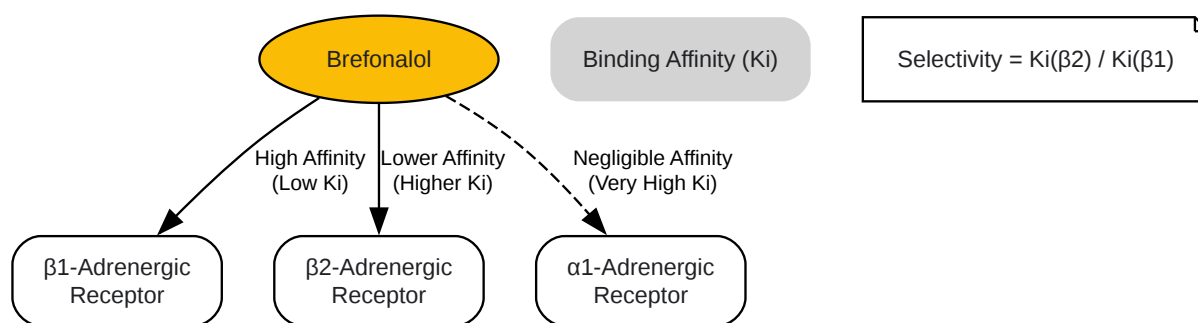 Brefonalol
Binding Affinity (Ki)
Selectivity = Ki(β2) / Ki(β1)
High Affinity
(Low Ki)
Lower Affinity
(Higher Ki)
Negligible Affinity
(Very High Ki)
β1-Adrenergic
Receptor
β2-Adrenergic
Receptor
α1-Adrenergic
Receptor